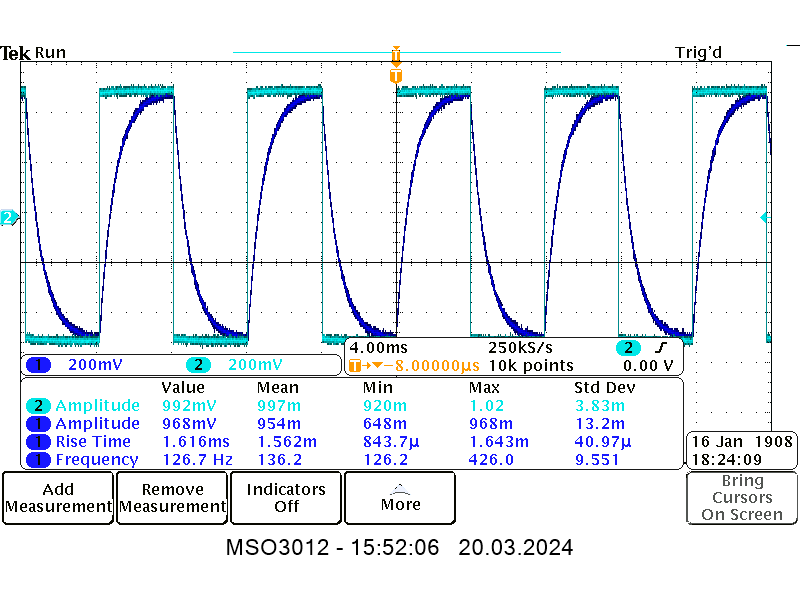 Tek Run Trig'd
T
T
2
1 200mV 2 200mV
4.00ms 250kS/s 2
T→▼−8.00000µs 10k points 0.00 V
Value Mean Min Max Std Dev
2 Amplitude 992mV 997m 920m 1.02 3.83m
1 Amplitude 968mV 954m 648m 968m 13.2m
1 Rise Time 1.616ms 1.562m 843.7µ 1.643m 40.97µ
1 Frequency 126.7 Hz 136.2 126.2 426.0 9.551
16 Jan 1908
18:24:09
Add
Measurement
Remove
Measurement
Indicators
Off
More
Bring
Cursors
On Screen
MSO3012 - 15:52:06 20.03.2024